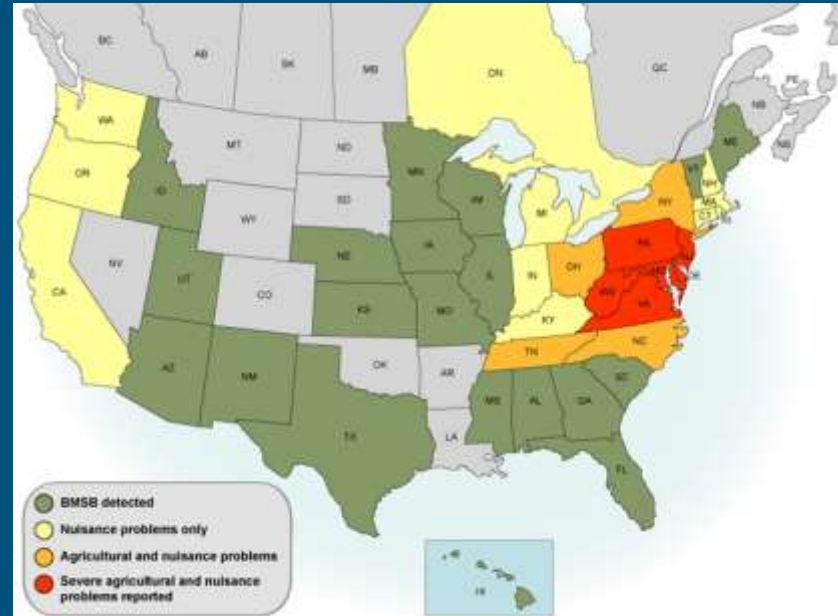 BC
AB
SK
MB
ON
QC
PE
NB
NS
WA
MT
ND
MN
ME
OR
ID
SD
WI
VT
NH
WY
MI
NY
MA
CT
RI
NV
NE
IA
PA
CA
UT
CO
IL
IN
OH
KS
MO
WV
VA
DE
KY
AZ
NM
OK
AR
TN
NC
TX
MS
AL
GA
SC
LA
FL
HI
BMSB detected
Nuisance problems only
Agricultural and nuisance problems
Severe agricultural and nuisance
problems reported